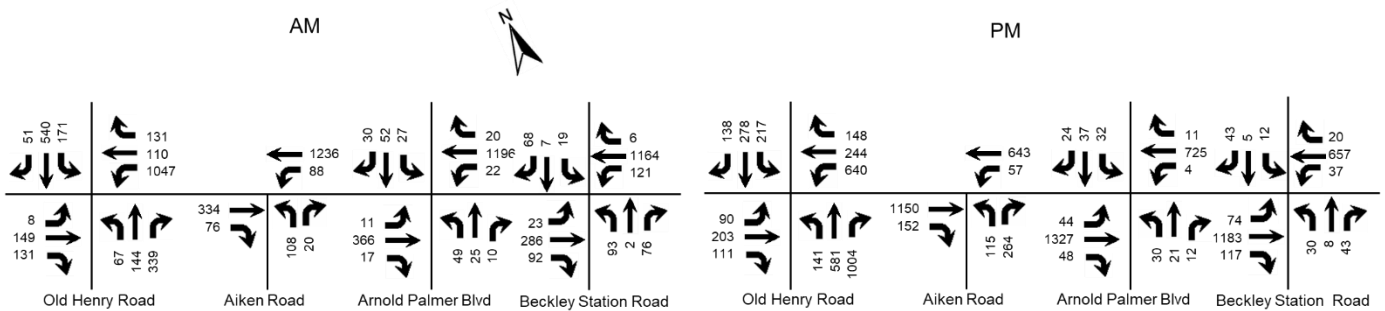 AM
N
PM
51 540 171
131
110
1047
8
149
131
67 144 339
1236
88
334
76
108 20
30 52 27
20
1196
22
11
366
17
49 25 10
68 7 19
6
1164
121
23
286
92
93 2 76
Old Henry Road
Aiken Road
Arnold Palmer Blvd
Beckley Station Road
138 278 217
148
244
640
90
203
111
141 581 1004
643
57
1150
152
115 264
24 37 32
11
725
4
44
1327
48
30 21 12
43 5 12
20
657
37
74
1183
117
30 8 43
Old Henry Road
Aiken Road
Arnold Palmer Blvd
Beckley Station Road